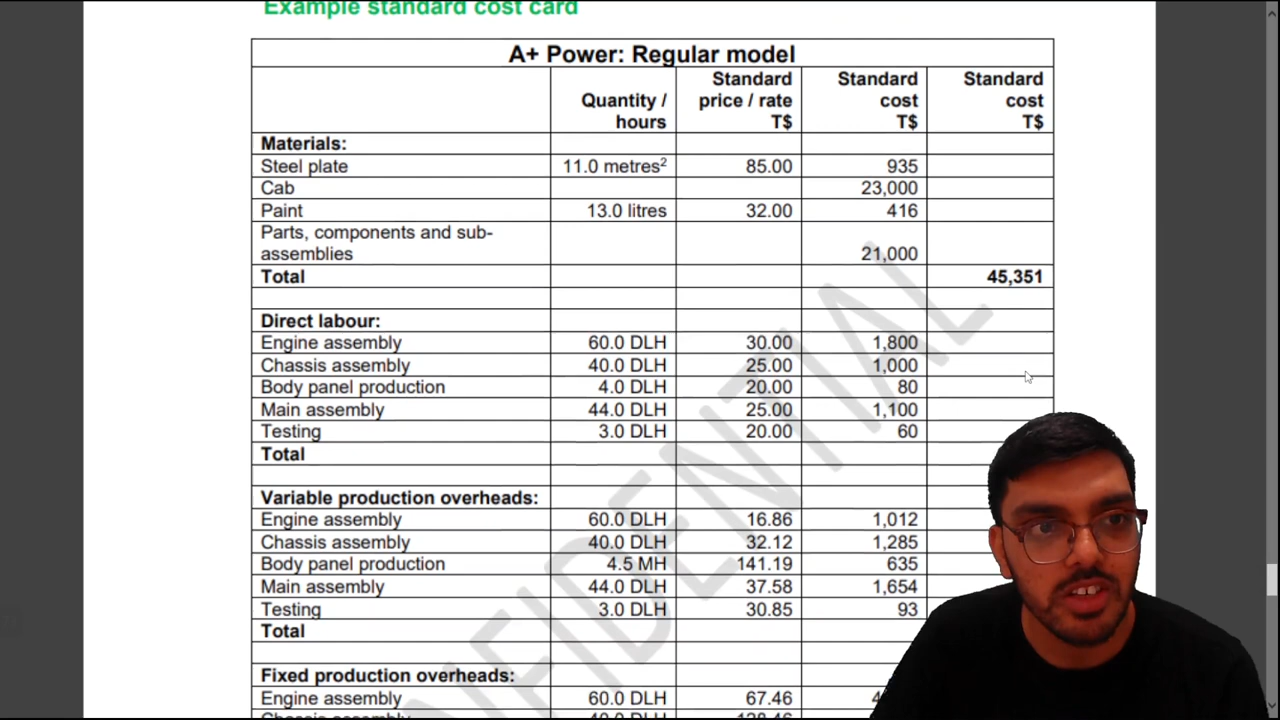 Example standard cost card
A+ Power: Regular model
Quantity / hours Standard price / rate T$ Standard cost T$ Standard cost T$
Materials:
Steel plate 11.0 metres² 85.00 935
Cab 23,000
Paint 13.0 litres 32.00 416
Parts, components and sub-
assemblies 21,000
Total 45,351
Direct labour:
Engine assembly 60.0 DLH 30.00 1,800
Chassis assembly 40.0 DLH 25.00 1,000
Body panel production 4.0 DLH 20.00 80
Main assembly 44.0 DLH 25.00 1,100
Testing 3.0 DLH 20.00 60
Total
Variable production overheads:
Engine assembly 60.0 DLH 16.86 1,012
Chassis assembly 40.0 DLH 32.12 1,285
Body panel production 4.5 MH 141.19 635
Main assembly 44.0 DLH 37.58 1,654
Testing 3.0 DLH 30.85 93
Total
Fixed production overheads:
Engine assembly 60.0 DLH 67.46
Chassis assembly 40.0 DLH 128.46
CONFIDENTIAL